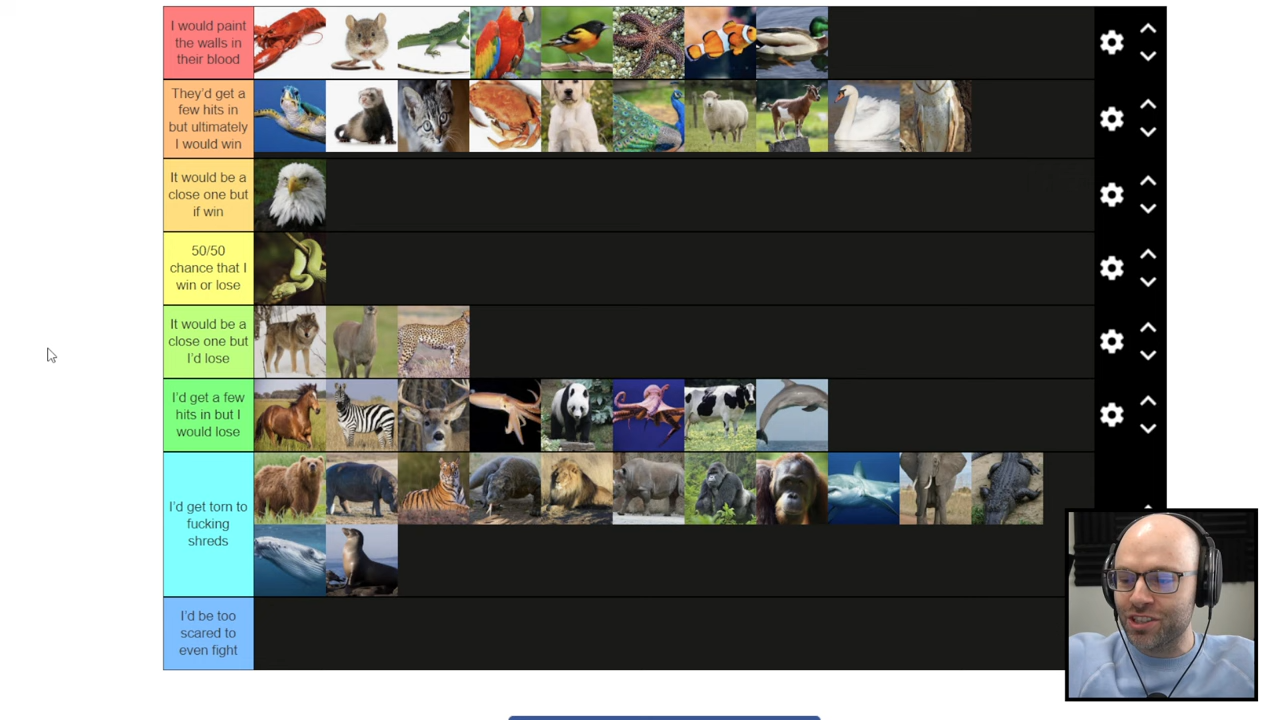 I would paint
the walls in
their blood
They'd get a
few hits in
but ultimately
I would win
It would be a
close one but
if win
50/50
chance that I
win or lose
It would be a
close one but
I'd lose
I'd get a few
hits in but I
would lose
I'd get torn to
fucking
shreds
I'd be too
scared to
even fight